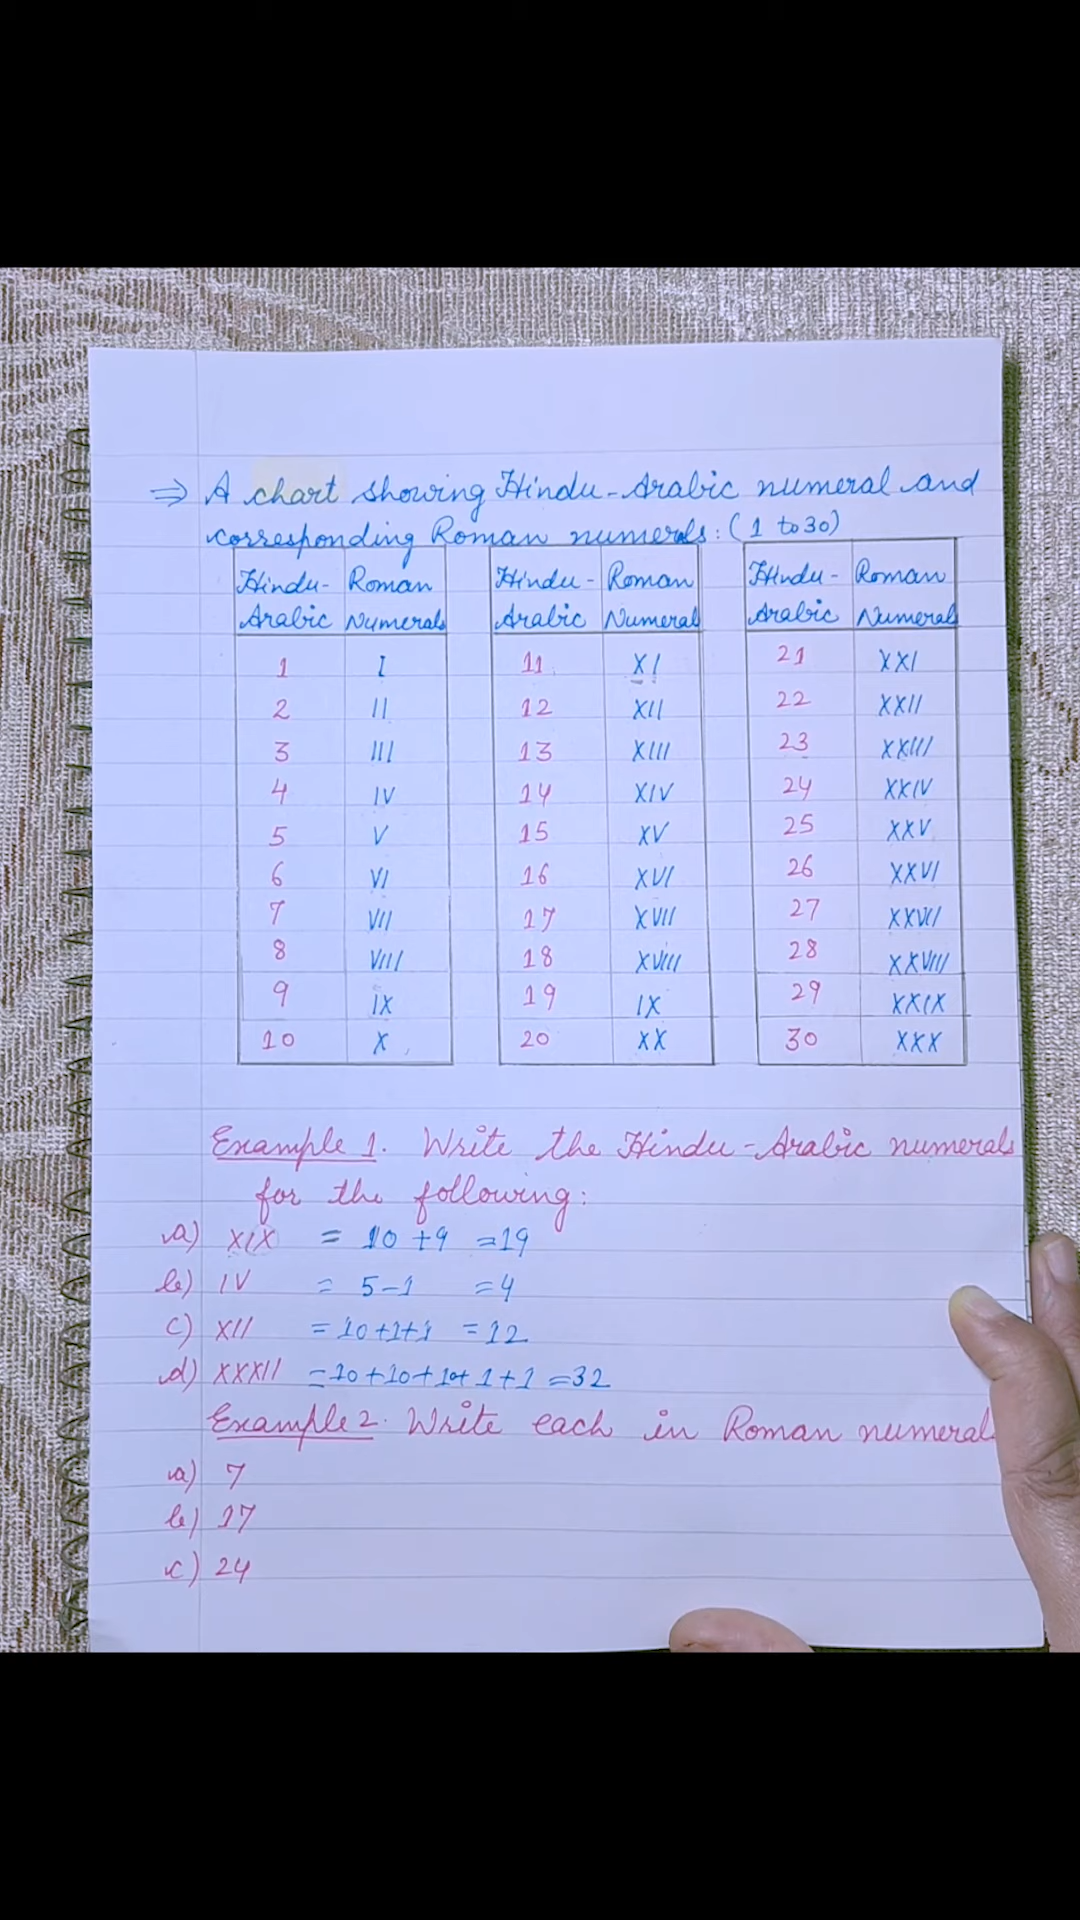 ⇒ A chart showing Hindu-Arabic numeral and
corresponding Roman numerals: (1 to 30)
Hindu-Arabic Roman Numerals Hindu-Arabic Roman Numeral Hindu-Arabic Roman Numeral
1 I 11 XI 21 XXI
2 II 12 XII 22 XXII
3 III 13 XIII 23 XXIII
4 IV 14 XIV 24 XXIV
5 V 15 XV 25 XXV
6 VI 16 XVI 26 XXVI
7 VII 17 XVII 27 XXVII
8 VIII 18 XVIII 28 XXVIII
9 IX 19 IX 29 XXIX
10 X 20 XX 30 XXX
Example 1. Write the Hindu-Arabic numerals
for the following:
a) XIX = 10 +9 =19
b) IV = 5-1 =4
c) XII =10+1+1 =12
d) XXXII =10+10+10+1+1=32
Example 2. Write each in Roman numeral
a) 7
b) 17
c) 24